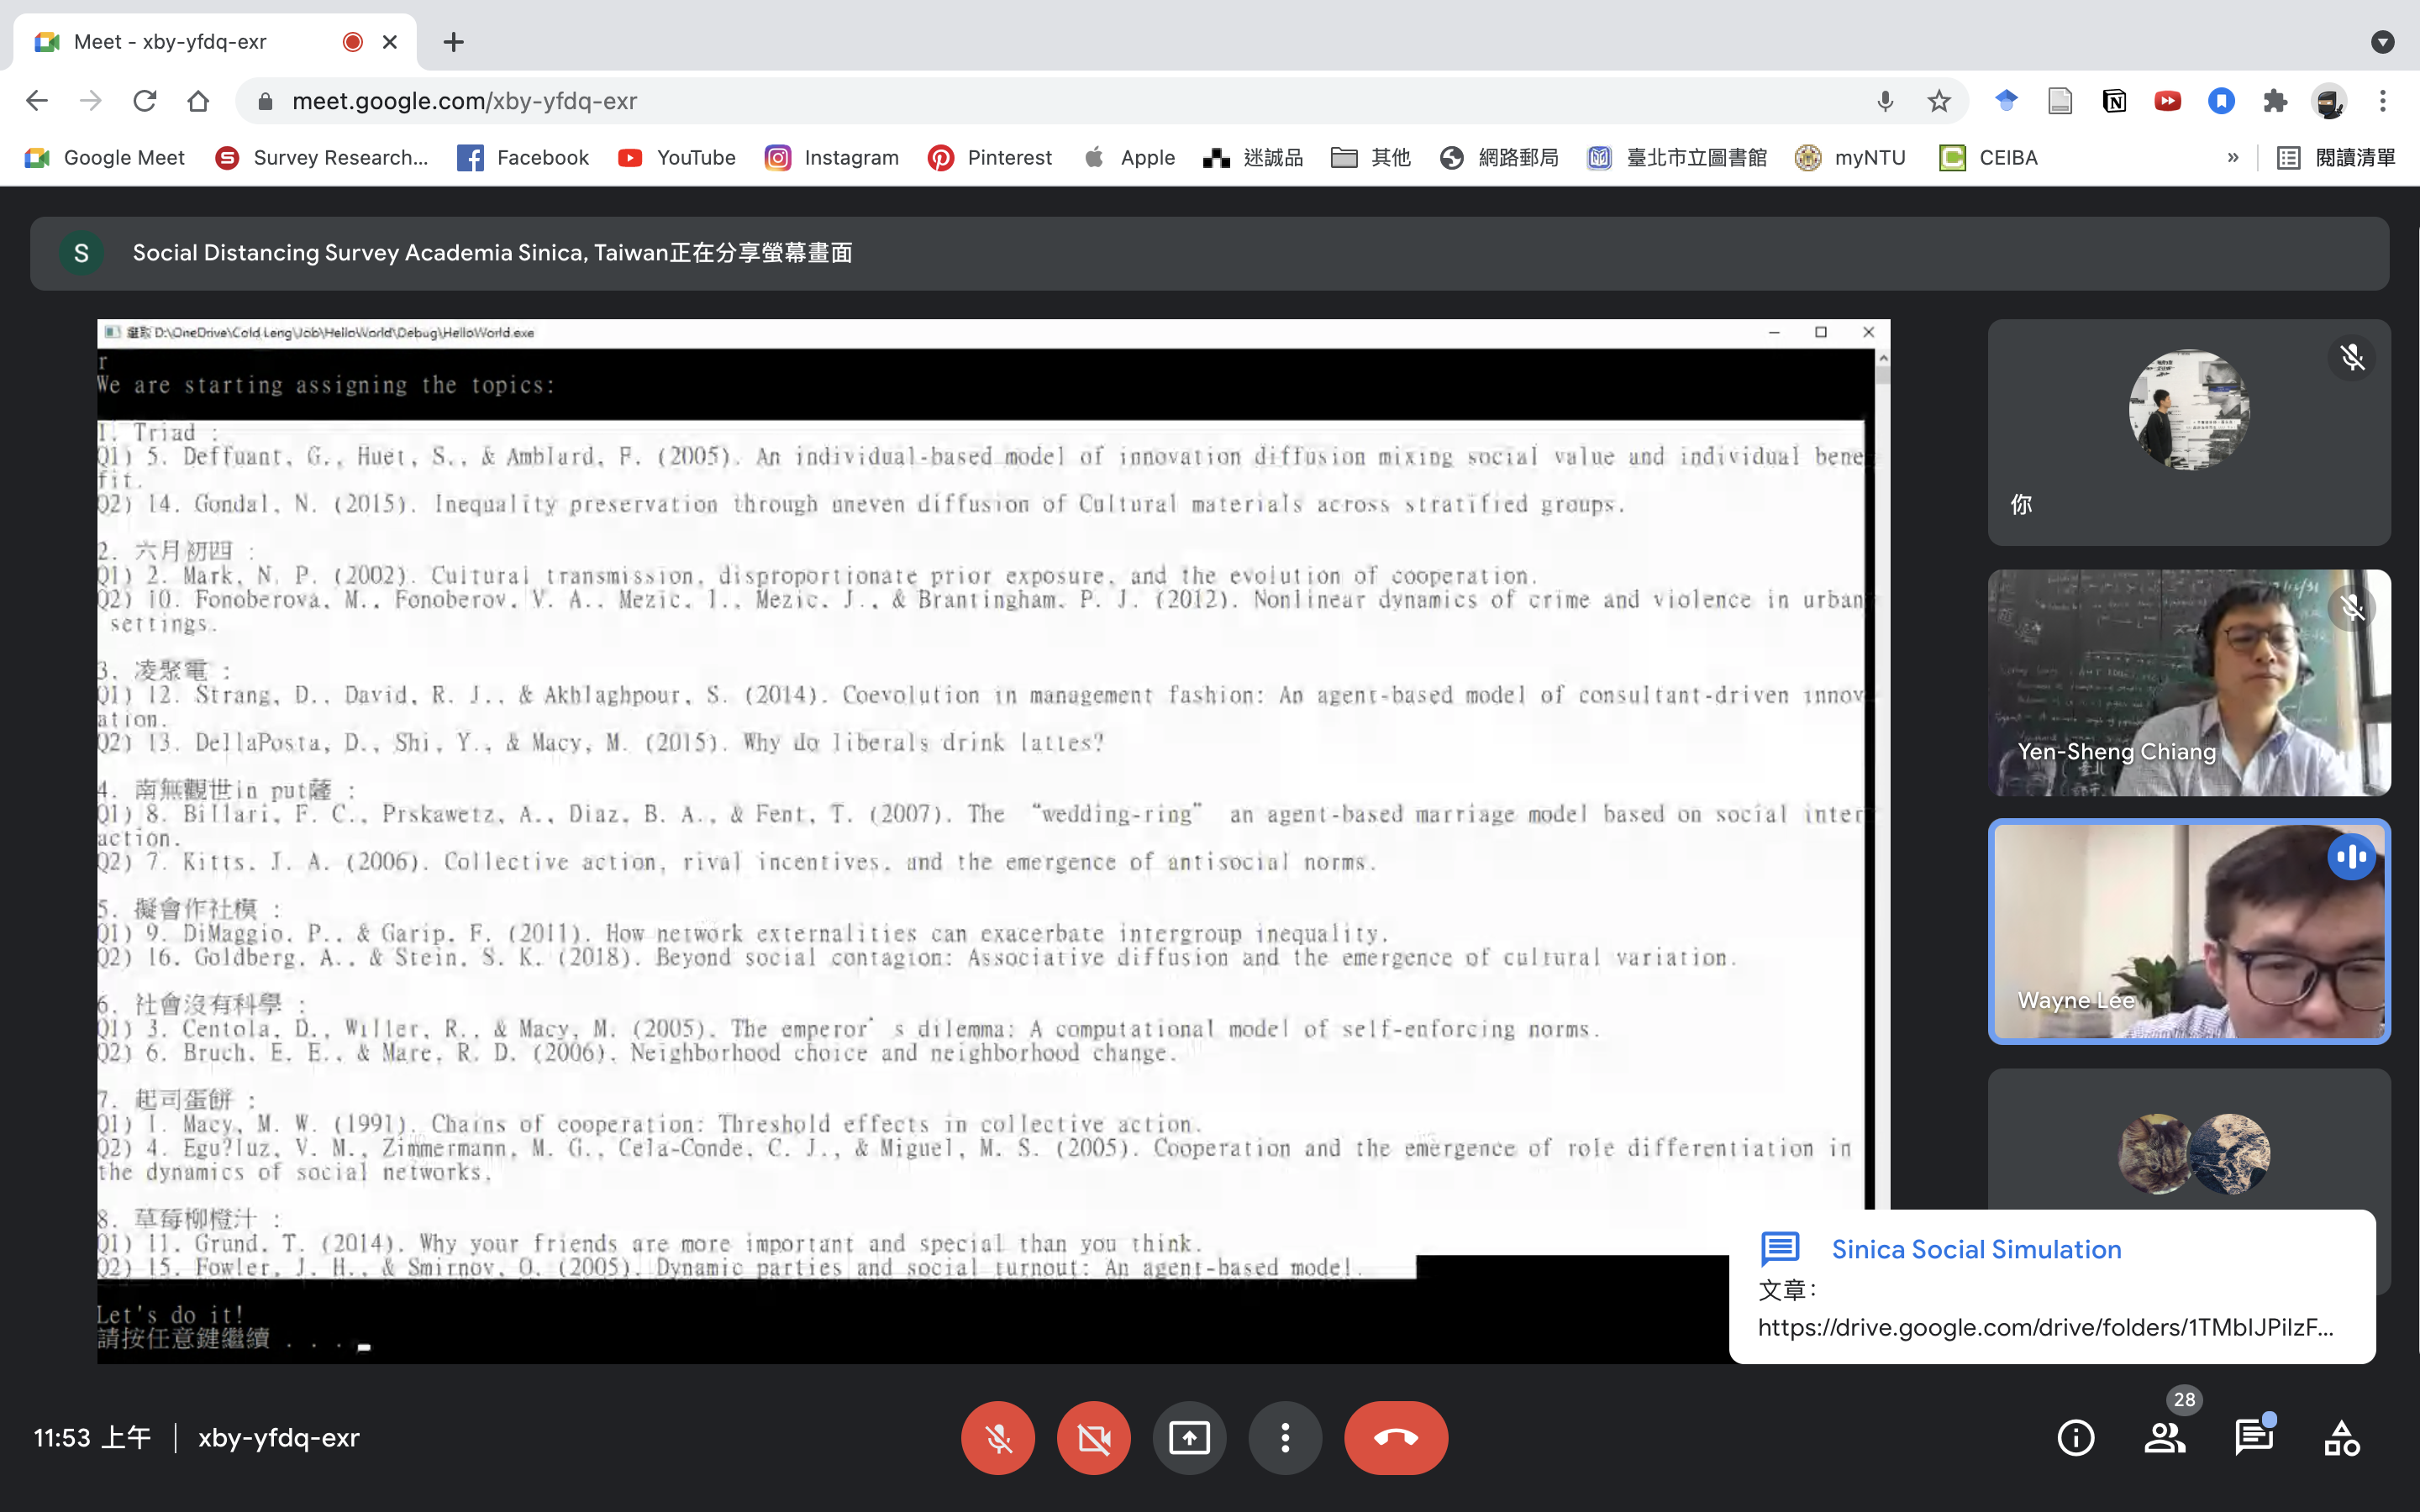 Meet - xby-yfdq-exr
meet.google.com/xby-yfdq-exr
Google Meet
Survey Research...
Facebook
YouTube
Instagram
Pinterest
Apple
迷誠品
其他
網路郵局
臺北市立圖書館
myNTU
CEIBA
»
閱讀清單
S
Social Distancing Survey Academia Sinica, Taiwan正在分享螢幕畫面
選取 D:\OneDrive\Cold Leng\Job\HelloWorld\Debug\HelloWorld.exe
r
We are starting assigning the topics:
1. Triad :
Q1) 5. Deffuant, G., Huet, S., & Amblard, F. (2005). An individual-based model of innovation diffusion mixing social value and individual bene
fit.
Q2) 14. Gondal, N. (2015). Inequality preservation through uneven diffusion of Cultural materials across stratified groups.
2. 六月初四 :
Q1) 2. Mark, N. P. (2002). Cultural transmission, disproportionate prior exposure, and the evolution of cooperation.
Q2) 10. Fonoberova, M., Fonoberov, V. A., Mezic, I., Mezic, J., & Brantingham, P. J. (2012). Nonlinear dynamics of crime and violence in urban
settings.
3. 凌聚電 :
Q1) 12. Strang, D., David, R. J., & Akhlaghpour, S. (2014). Coevolution in management fashion: An agent-based model of consultant-driven innov
ation.
Q2) 13. DellaPosta, D., Shi, Y., & Macy, M. (2015). Why do liberals drink lattes?
4. 南無觀世in put薩 :
Q1) 8. Billari, F. C., Prskawetz, A., Diaz, B. A., & Fent, T. (2007). The “wedding-ring” an agent-based marriage model based on social inter
action.
Q2) 7. Kitts, J. A. (2006). Collective action, rival incentives, and the emergence of antisocial norms.
5. 擬會作社模 :
Q1) 9. DiMaggio, P., & Garip, F. (2011). How network externalities can exacerbate intergroup inequality.
Q2) 16. Goldberg, A., & Stein, S. K. (2018). Beyond social contagion: Associative diffusion and the emergence of cultural variation.
6. 社會沒有科學 :
Q1) 3. Centola, D., Willer, R., & Macy, M. (2005). The emperor’s dilemma: A computational model of self-enforcing norms.
Q2) 6. Bruch, E. E., & Mare, R. D. (2006). Neighborhood choice and neighborhood change.
7. 起司蛋餅 :
Q1) 1. Macy, M. W. (1991). Chains of cooperation: Threshold effects in collective action.
Q2) 4. Egu?luz, V. M., Zimmermann, M. G., Cela-Conde, C. J., & Miguel, M. S. (2005). Cooperation and the emergence of role differentiation in
the dynamics of social networks.
8. 草莓柳橙汁 :
Q1) 11. Grund, T. (2014). Why your friends are more important and special than you think.
Q2) 15. Fowler, J. H., & Smirnov, O. (2005). Dynamic parties and social turnout: An agent-based model.
Let's do it!
請按任意鍵繼續 . . .
你
Yen-Sheng Chiang
Wayne Lee
Sinica Social Simulation
文章：
https://drive.google.com/drive/folders/1TMbIJPilzF...
11:53 上午
xby-yfdq-exr
28